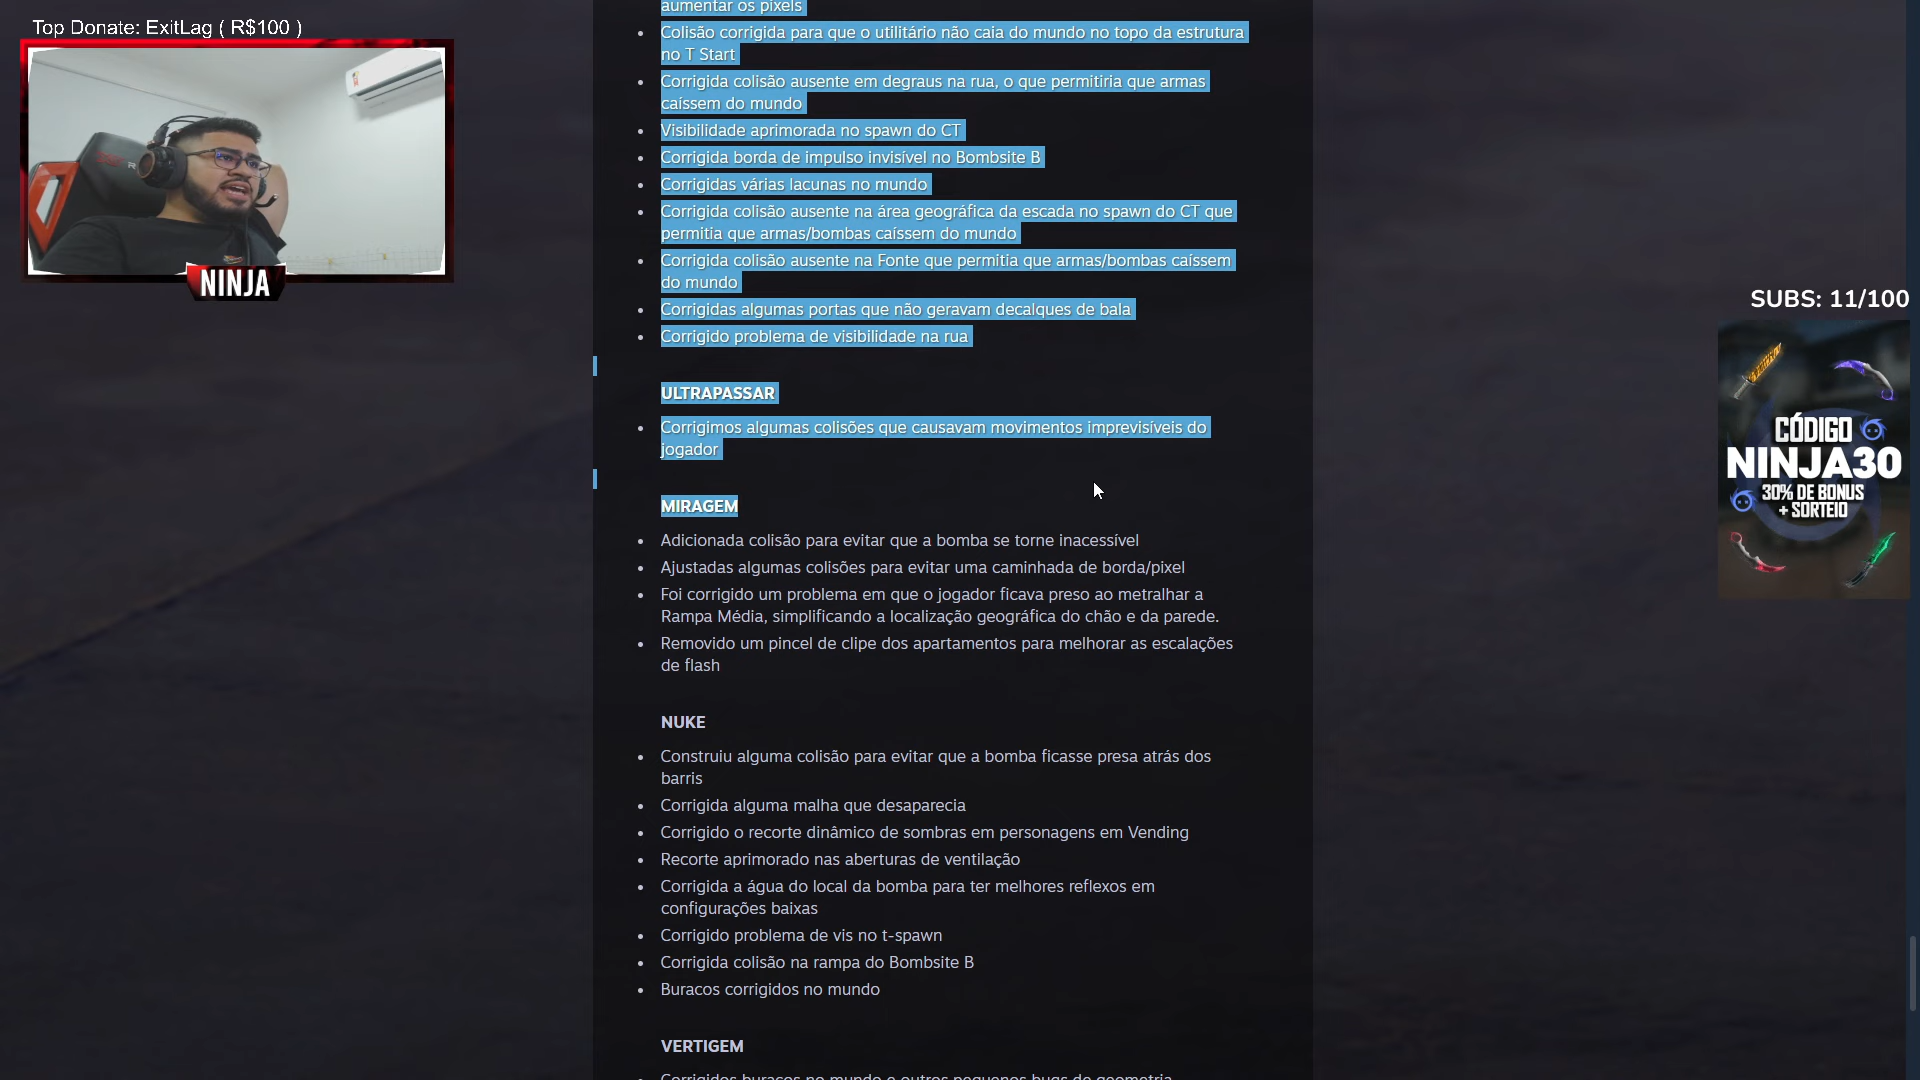 Top Donate: ExitLag ( R$100 )
NINJA
aumentar os pixels
Colisão corrigida para que o utilitário não caia do mundo no topo da estrutura
no T Start
Corrigida colisão ausente em degraus na rua, o que permitiria que armas
caíssem do mundo
Visibilidade aprimorada no spawn do CT
Corrigida borda de impulso invisível no Bombsite B
Corrigidas várias lacunas no mundo
Corrigida colisão ausente na área geográfica da escada no spawn do CT que
permitia que armas/bombas caíssem do mundo
Corrigida colisão ausente na Fonte que permitia que armas/bombas caíssem
do mundo
Corrigidas algumas portas que não geravam decalques de bala
Corrigido problema de visibilidade na rua
ULTRAPASSAR
Corrigimos algumas colisões que causavam movimentos imprevisíveis do
jogador
MIRAGEM
Adicionada colisão para evitar que a bomba se torne inacessível
Ajustadas algumas colisões para evitar uma caminhada de borda/pixel
Foi corrigido um problema em que o jogador ficava preso ao metralhar a
Rampa Média, simplificando a localização geográfica do chão e da parede.
Removido um pincel de clipe dos apartamentos para melhorar as escalações
de flash
NUKE
Construiu alguma colisão para evitar que a bomba ficasse presa atrás dos
barris
Corrigida alguma malha que desaparecia
Corrigido o recorte dinâmico de sombras em personagens em Vending
Recorte aprimorado nas aberturas de ventilação
Corrigida a água do local da bomba para ter melhores reflexos em
configurações baixas
Corrigido problema de vis no t-spawn
Corrigida colisão na rampa do Bombsite B
Buracos corrigidos no mundo
VERTIGEM
Corrigidos buracos no mundo e outros pequenos bugs de geometria
SUBS: 11/100
CÓDIGO
NINJA30
30% DE BONUS
+ SORTEIO